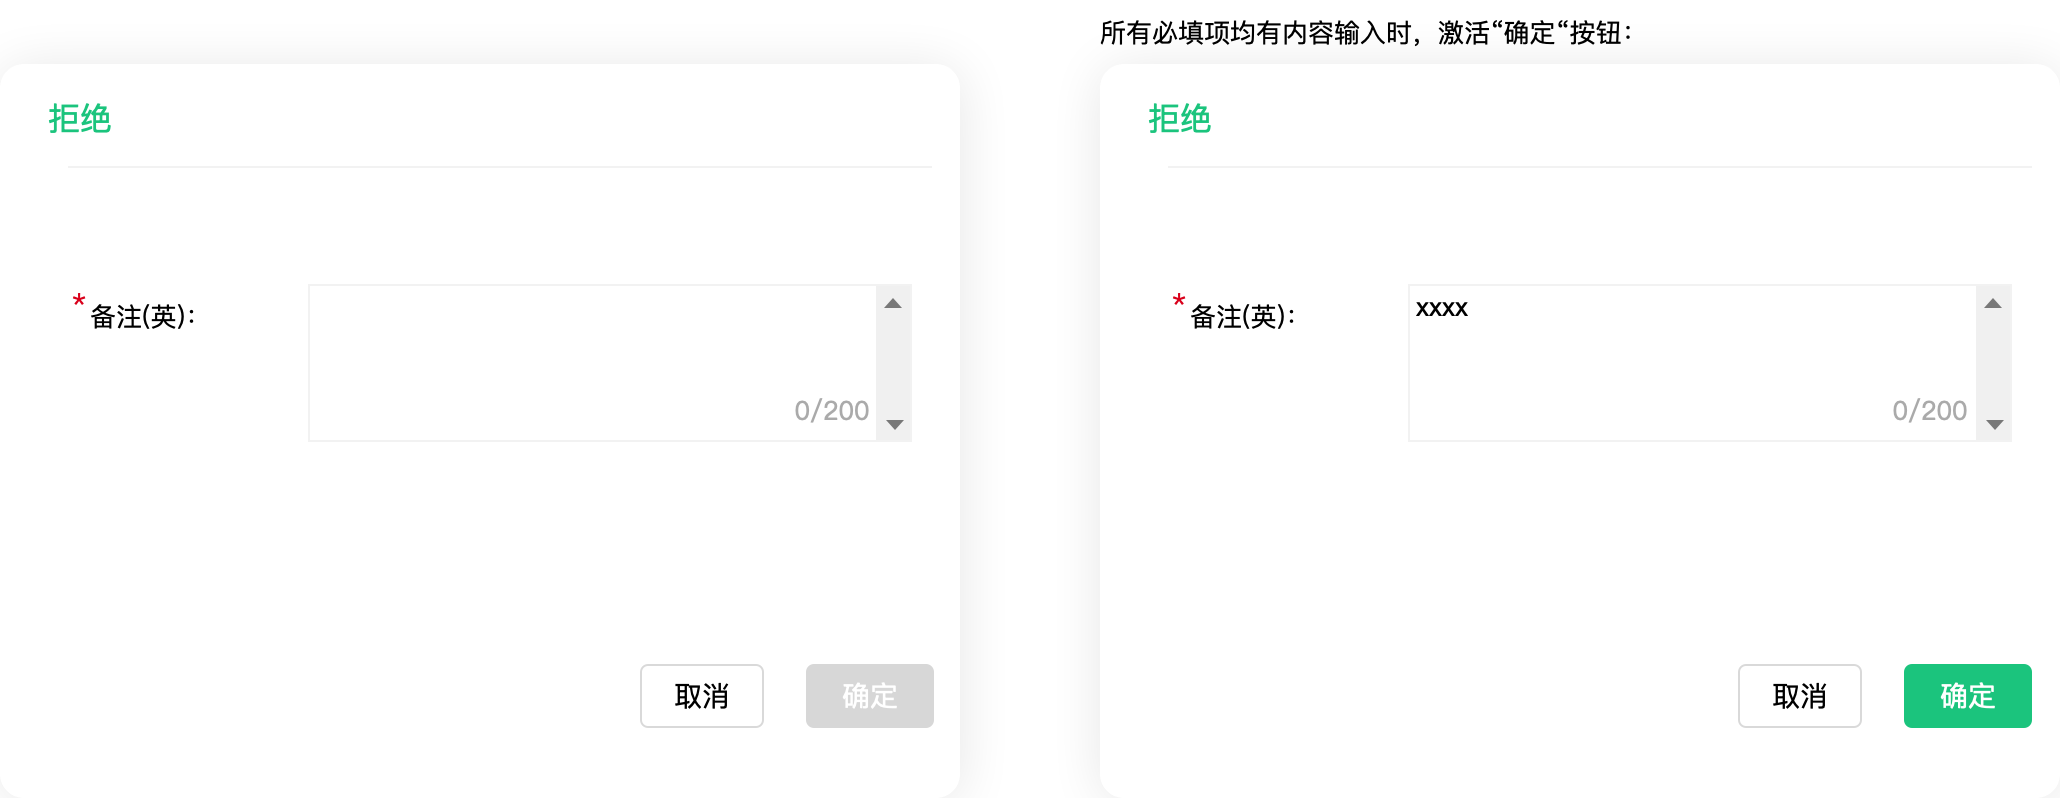 所有必填项均有内容输入时，激活“确定“按钮：
拒绝
*备注(英)：
0/200
取消
确定
拒绝
*备注(英)：
xxxx
0/200
取消
确定